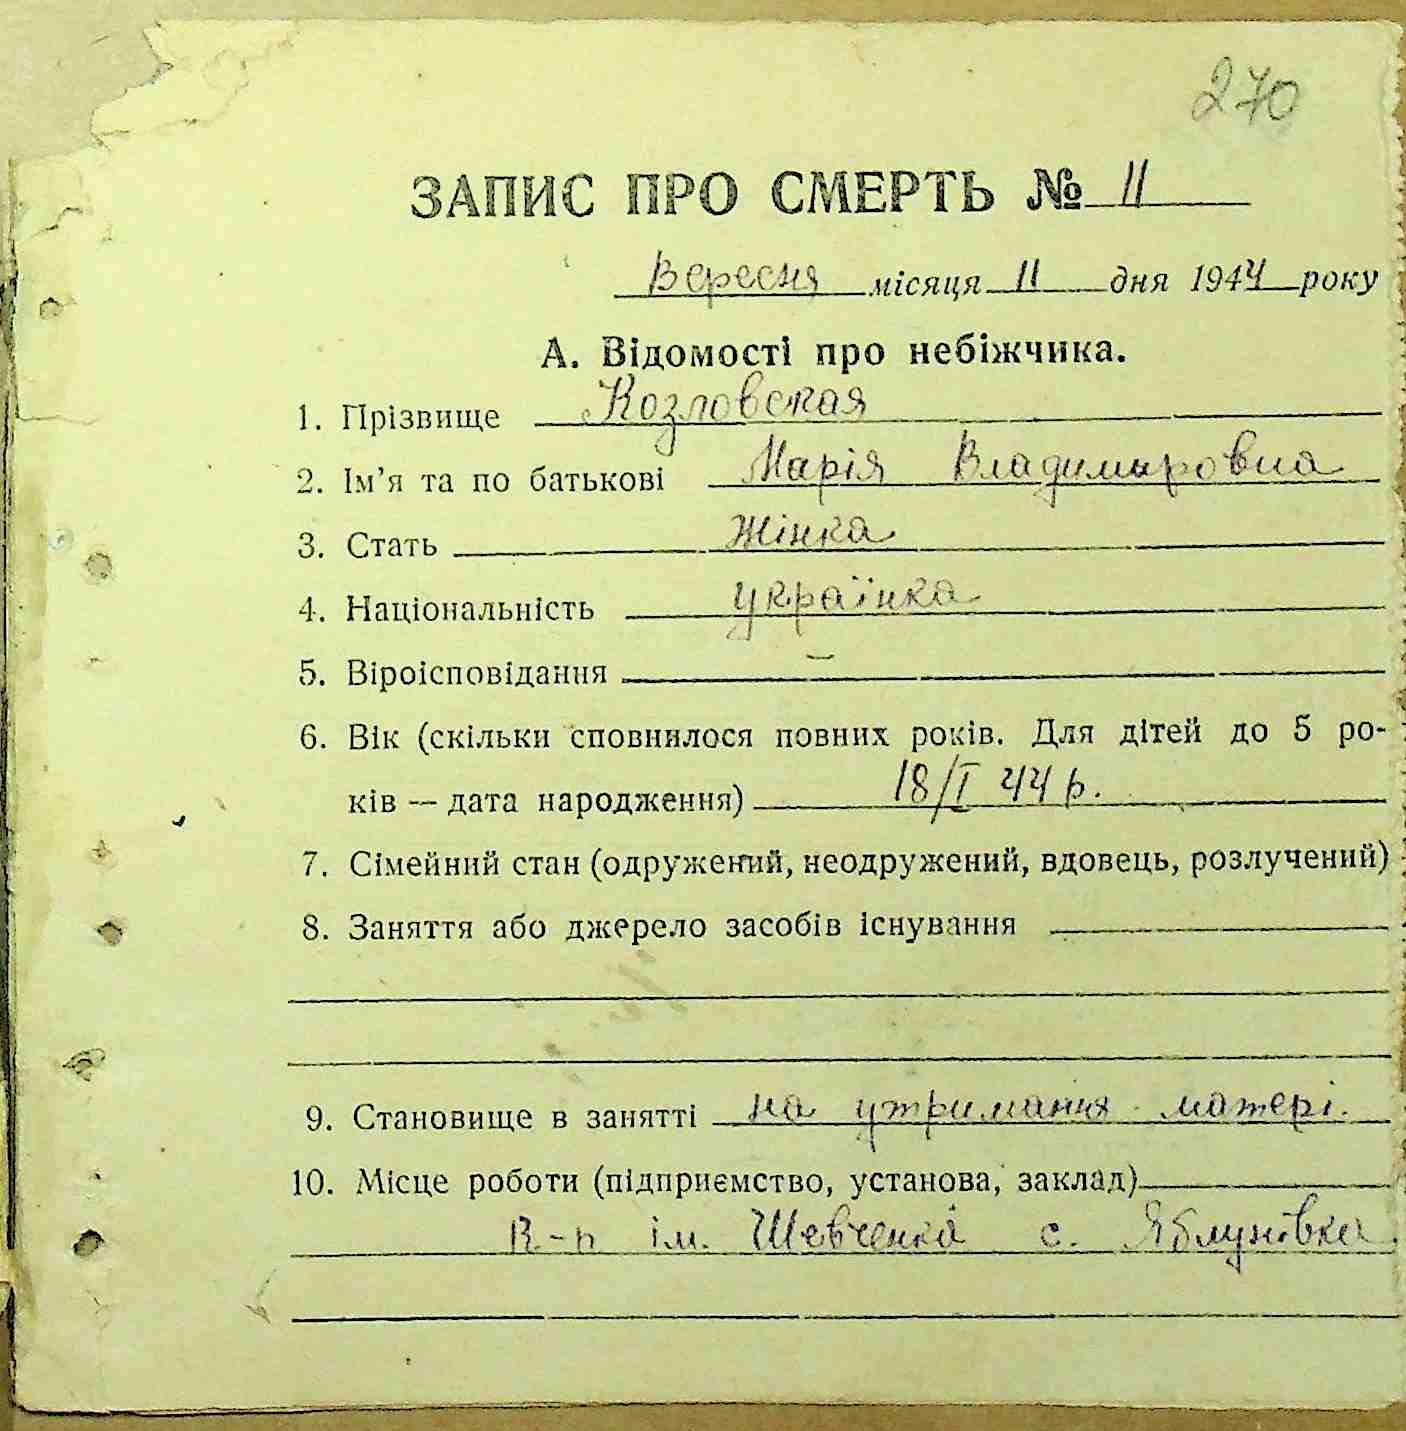 270
ЗАПИС ПРО СМЕРТЬ № 11
Вересня місяця 11 дня 1944 року
А. Відомості про небіжчика.
1. Прізвище Козловская
2. Ім'я та по батькові Марія Владимыровна
3. Стать Жінка
4. Національність українка
5. Віроісповідання –
6. Вік (скільки сповнилося повних років. Для дітей до 5 ро-
ків — дата народження) 18/I 44 р.
7. Сімейний стан (одружений, неодружений, вдовець, розлучений)
8. Заняття або джерело засобів існування
9. Становище в занятті на утримання матері.
10. Місце роботи (підприємство, установа, заклад)
К-п ім. Шевченка с. Яблунівка